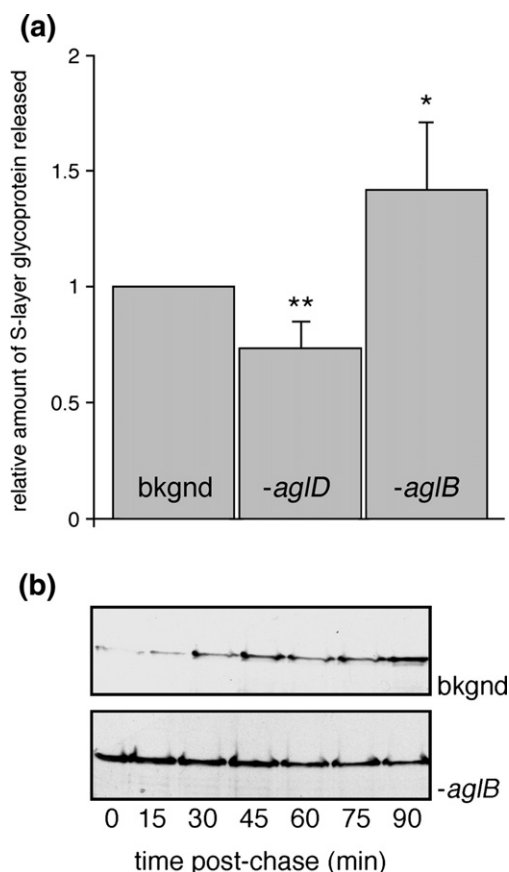 (a)
relative amount of S-layer glycoprotein released
2
1.5
1
0.5
0
**
*
bkgnd
-aglD
-aglB
(b)
bkgnd
-aglB
0 15 30 45 60 75 90
time post-chase (min)